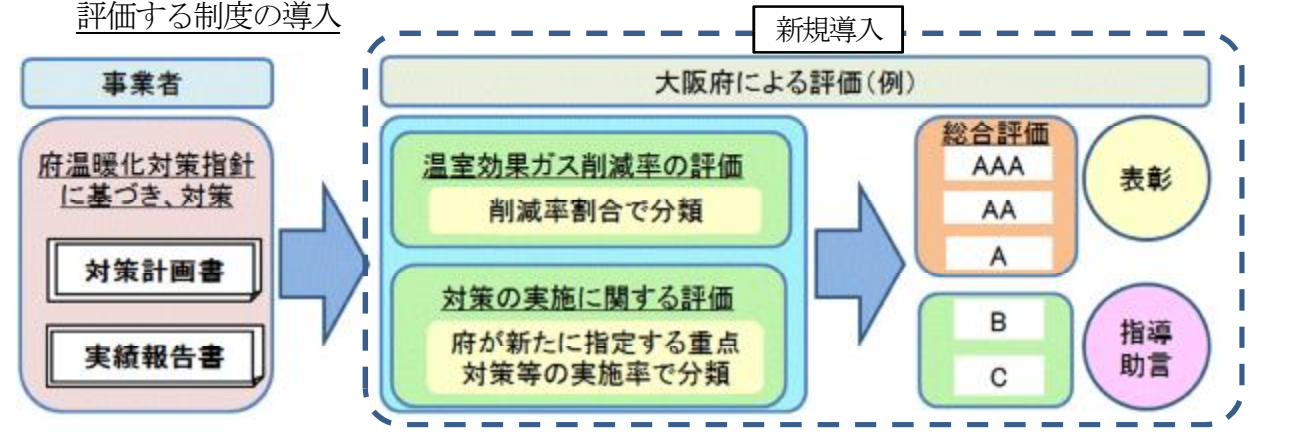 評価する制度の導入
新規導入
事業者
府温暖化対策指針
に基づき、対策
対策計画書
実績報告書
大阪府による評価(例)
温室効果ガス削減率の評価
削減率割合で分類
対策の実施に関する評価
府が新たに指定する重点
対策等の実施率で分類
総合評価
AAA
AA
A
表彰
B
C
指導
助言